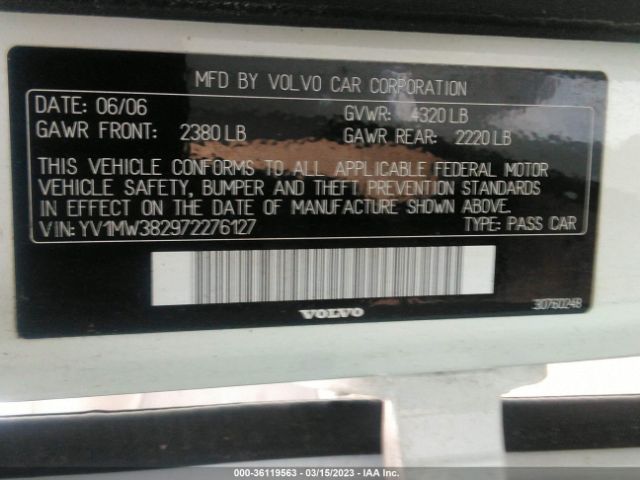 MFD BY VOLVO CAR CORPORATION
DATE: 06/06 GVWR: 4320 LB
GAWR FRONT: 2380 LB GAWR REAR: 2220 LB
THIS VEHICLE CONFORMS TO ALL APPLICABLE FEDERAL MOTOR
VEHICLE SAFETY, BUMPER AND THEFT PREVENTION STANDARDS
IN EFFECT ON THE DATE OF MANUFACTURE SHOWN ABOVE.
VIN: YV1MW382972276127 TYPE: PASS CAR
VOLVO 30760248
000-36119563 - 03/15/2023 - IAA Inc.